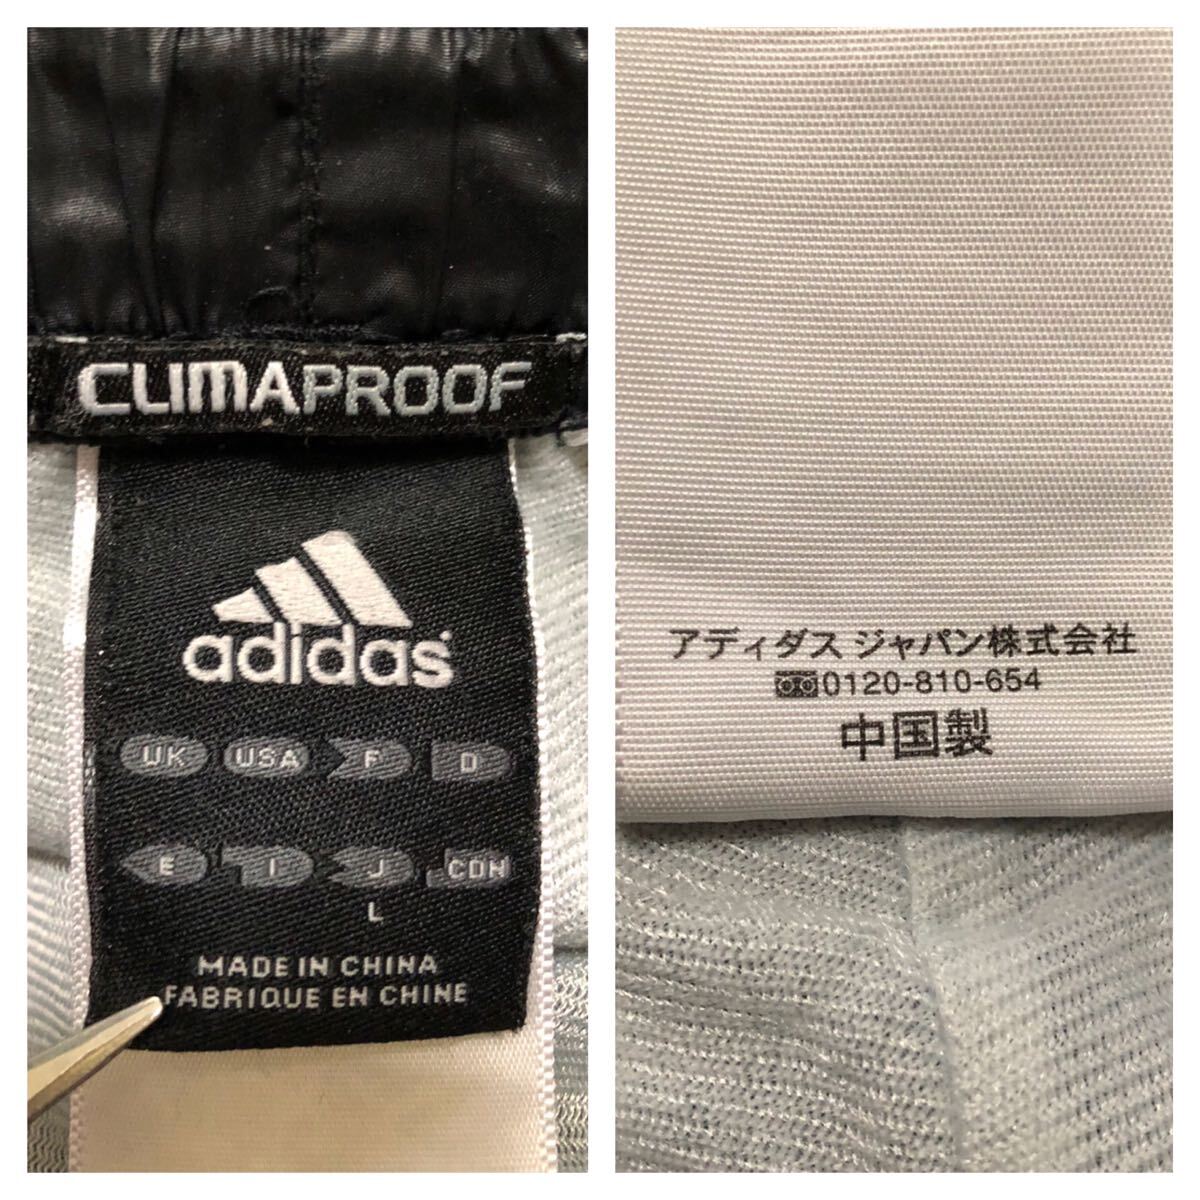 CLIMAPROOF
adidas
UK USA F D
E I J CDN
L
MADE IN CHINA
FABRIQUE EN CHINE
アディダス ジャパン株式会社
0120-810-654
中国製